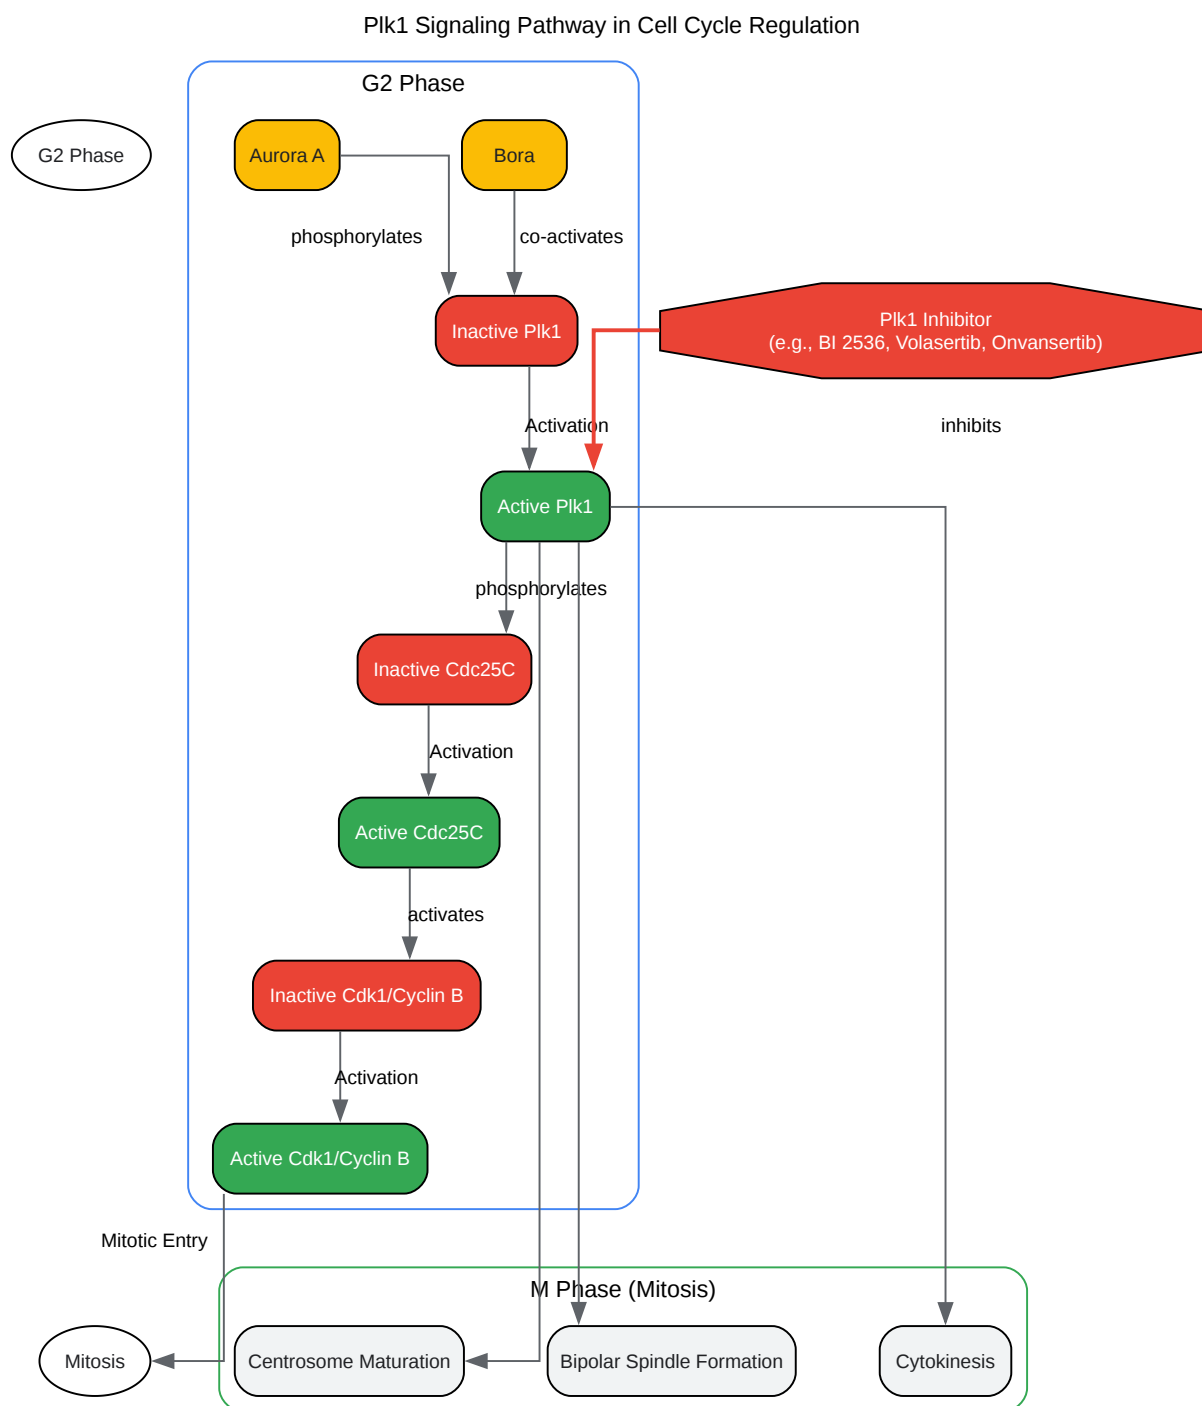 Plk1 Signaling Pathway in Cell Cycle Regulation
G2 Phase
G2 Phase
Aurora A
Bora
phosphorylates
co-activates
Inactive Plk1
Plk1 Inhibitor
(e.g., BI 2536, Volasertib, Onvansertib)
Activation
inhibits
Active Plk1
phosphorylates
Inactive Cdc25C
Activation
Active Cdc25C
activates
Inactive Cdk1/Cyclin B
Activation
Active Cdk1/Cyclin B
Mitotic Entry
M Phase (Mitosis)
Mitosis
Centrosome Maturation
Bipolar Spindle Formation
Cytokinesis